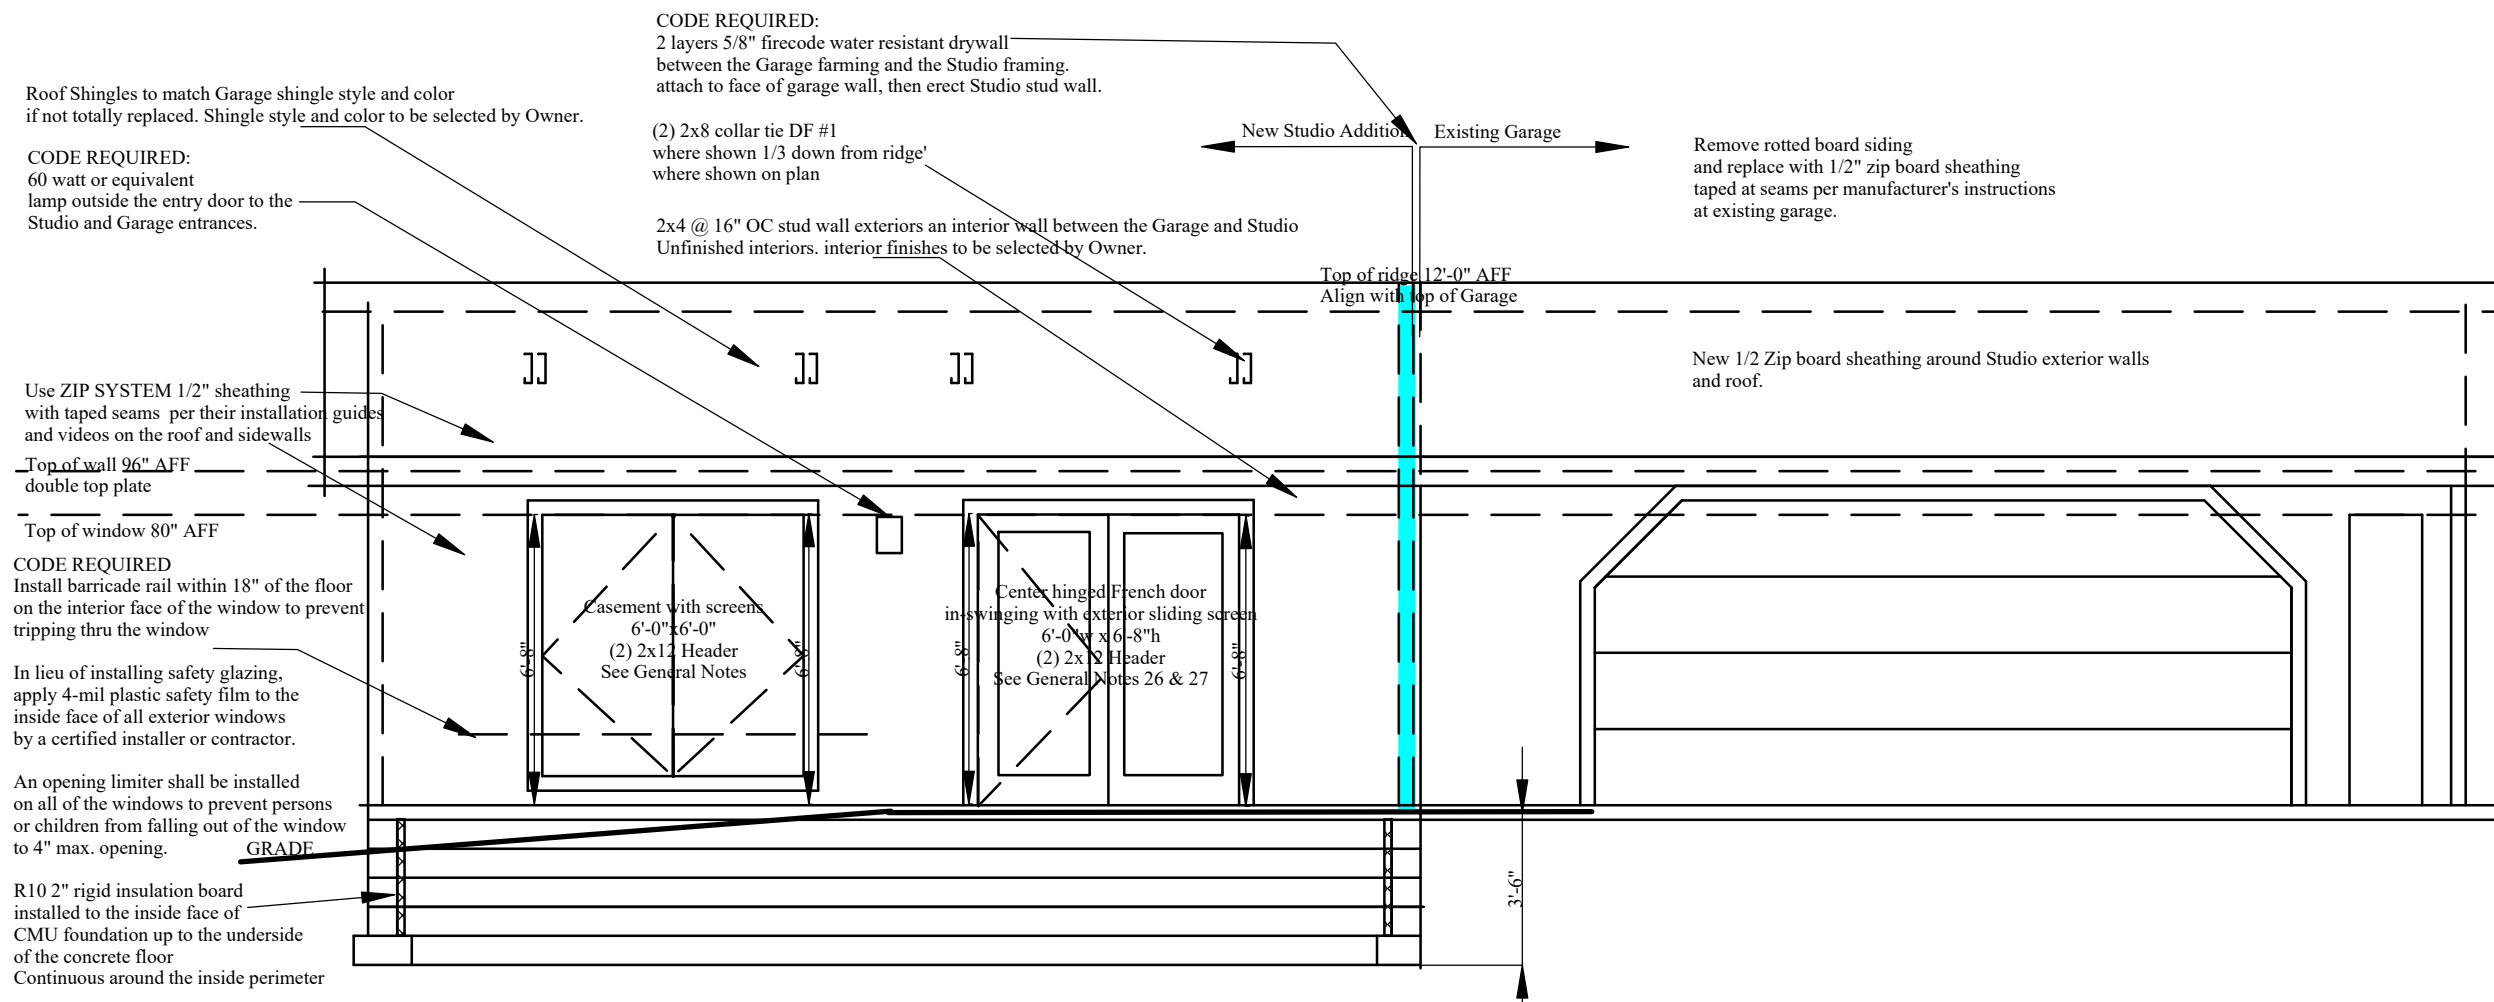 CODE REQUIRED:
2 layers 5/8" firecode water resistant drywall
between the Garage farming and the Studio framing.
attach to face of garage wall, then erect Studio stud wall.
Roof Shingles to match Garage shingle style and color
if not totally replaced. Shingle style and color to be selected by Owner.
CODE REQUIRED:
60 watt or equivalent
lamp outside the entry door to the
Studio and Garage entrances.
(2) 2x8 collar tie DF #1
where shown 1/3 down from ridge'
where shown on plan
New Studio Addition
Existing Garage
Remove rotted board siding
and replace with 1/2" zip board sheathing
taped at seams per manufacturer's instructions
at existing garage.
2x4 @ 16" OC stud wall exteriors an interior wall between the Garage and Studio
Unfinished interiors. interior finishes to be selected by Owner.
Top of ridge 12'-0" AFF
Align with top of Garage
New 1/2 Zip board sheathing around Studio exterior walls
and roof.
Use ZIP SYSTEM 1/2" sheathing
with taped seams  per their installation guides
and videos on the roof and sidewalls
Top of wall 96" AFF
double top plate
Top of window 80" AFF
CODE REQUIRED
Install barricade rail within 18" of the floor
on the interior face of the window to prevent
tripping thru the window
In lieu of installing safety glazing,
apply 4-mil plastic safety film to the
inside face of all exterior windows
by a certified installer or contractor.
An opening limiter shall be installed
on all of the windows to prevent persons
or children from falling out of the window
to 4" max. opening.
GRADE
R10 2" rigid insulation board
installed to the inside face of
CMU foundation up to the underside
of the concrete floor
Continuous around the inside perimeter
6'-8"
Casement with screens
6'-0"x6'-0"
(2) 2x12 Header
See General Notes
6'-8"
6'-8"
Center hinged French door
in-swinging with exterior sliding screen
6'-0"w x 6'-8"h
(2) 2x12 Header
See General Notes 26 & 27
6'-8"
3'-6"